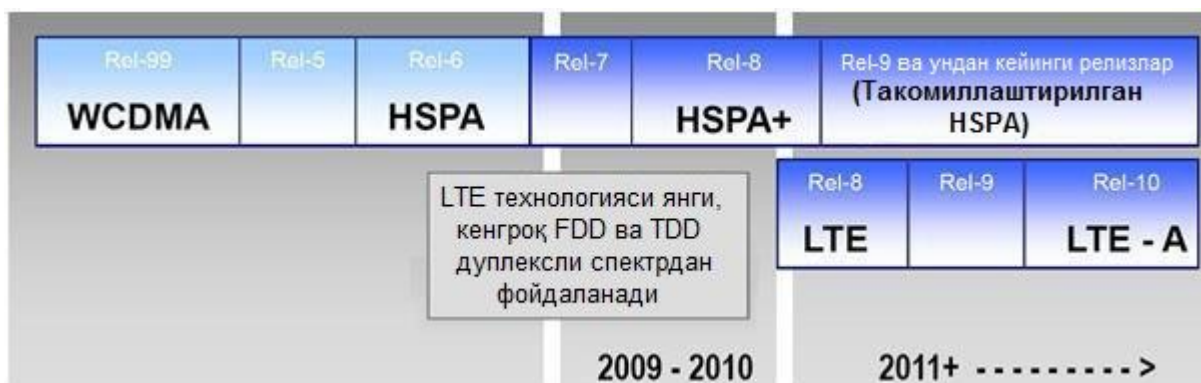 Rel-99 Rel-5 Rel-6 Rel-7 Rel-8 Rel-9 ва ундан кейинги релизлар
WCDMA HSPA HSPA+ (Такомиллаштирилган
HSPA)
Rel-8 Rel-9 Rel-10
LTE LTE - A
LTE технологияси янги,
кенгроқ FDD ва TDD
дуплексли спектрдан
фойдаланади
2009 - 2010 2011+ - - - - - - - - - >